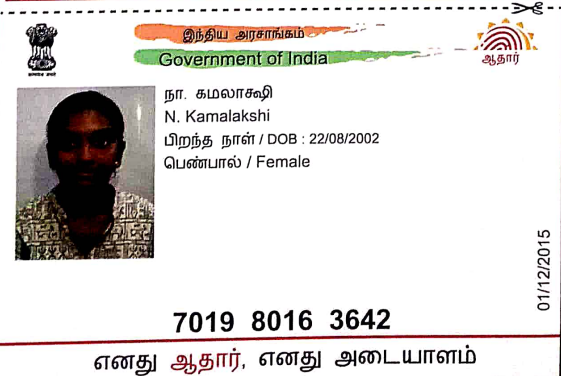 இந்திய அரசாங்கம்
Government of India
ஆதார்
நா. கமலாக்ஷி
N. Kamalakshi
பிறந்த நாள் / DOB : 22/08/2002
பெண்பால் / Female
01/12/2015
7019 8016 3642
எனது ஆதார், எனது அடையாளம்